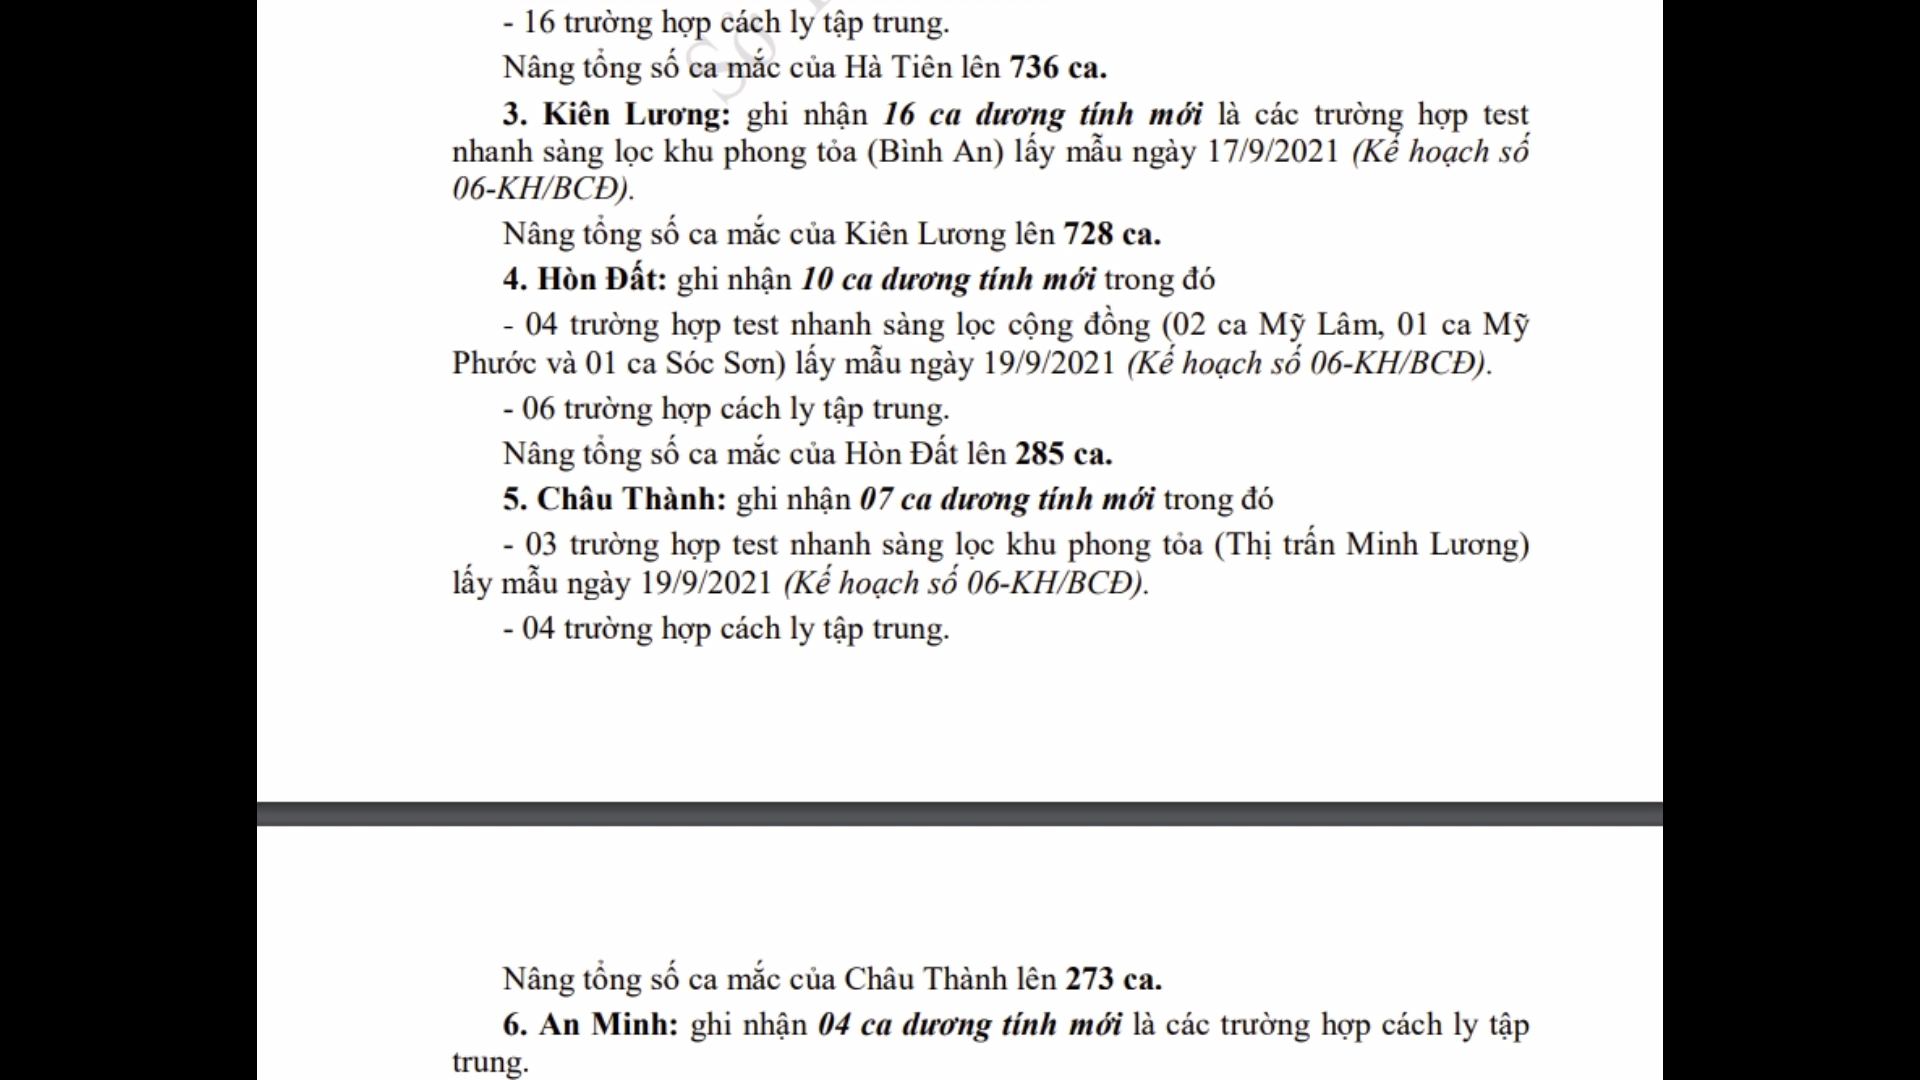 - 16 trường hợp cách ly tập trung.
Nâng tổng số ca mắc của Hà Tiên lên 736 ca.
3. Kiên Lương: ghi nhận 16 ca dương tính mới là các trường hợp test
nhanh sàng lọc khu phong tỏa (Bình An) lấy mẫu ngày 17/9/2021 (Kế hoạch số
06-KH/BCĐ).
Nâng tổng số ca mắc của Kiên Lương lên 728 ca.
4. Hòn Đất: ghi nhận 10 ca dương tính mới trong đó
- 04 trường hợp test nhanh sàng lọc cộng đồng (02 ca Mỹ Lâm, 01 ca Mỹ
Phước và 01 ca Sóc Sơn) lấy mẫu ngày 19/9/2021 (Kế hoạch số 06-KH/BCĐ).
- 06 trường hợp cách ly tập trung.
Nâng tổng số ca mắc của Hòn Đất lên 285 ca.
5. Châu Thành: ghi nhận 07 ca dương tính mới trong đó
- 03 trường hợp test nhanh sàng lọc khu phong tỏa (Thị trấn Minh Lương)
lấy mẫu ngày 19/9/2021 (Kế hoạch số 06-KH/BCĐ).
- 04 trường hợp cách ly tập trung.
Nâng tổng số ca mắc của Châu Thành lên 273 ca.
6. An Minh: ghi nhận 04 ca dương tính mới là các trường hợp cách ly tập
trung.